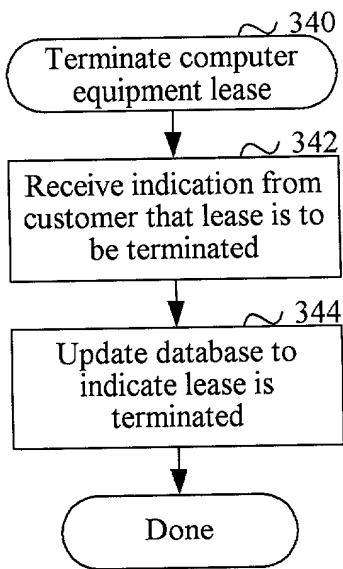 340
Terminate computer
equipment lease
342
Receive indication from
customer that lease is to
be terminated
344
Update database to
indicate lease is
terminated
Done